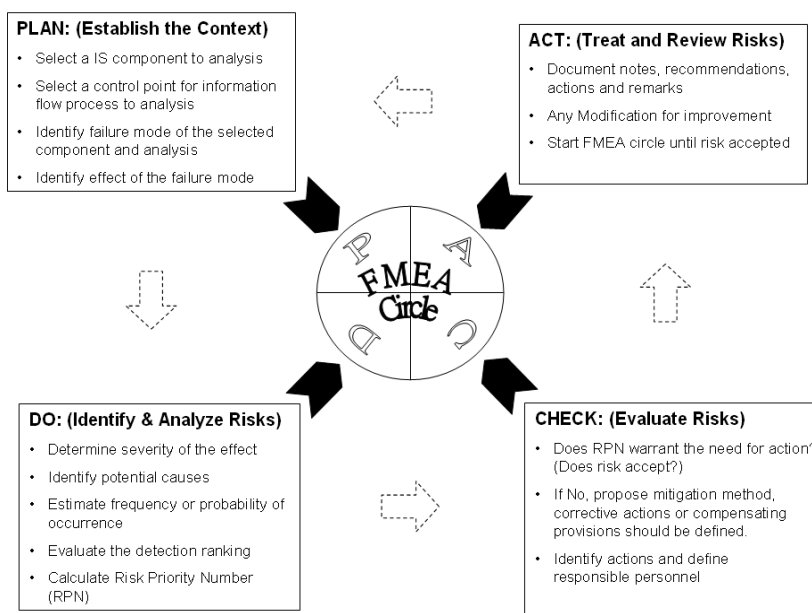 PLAN: (Establish the Context)
• Select a IS component to analysis
• Select a control point for information
flow process to analysis
• Identify failure mode of the selected
component and analysis
• Identify effect of the failure mode
ACT: (Treat and Review Risks)
• Document notes, recommendations,
actions and remarks
• Any Modification for improvement
• Start FMEA circle until risk accepted
P
A
FMEA
Circle
D
C
DO: (Identify & Analyze Risks)
• Determine severity of the effect
• Identify potential causes
• Estimate frequency or probability of
occurrence
• Evaluate the detection ranking
• Calculate Risk Priority Number
(RPN)
CHECK: (Evaluate Risks)
• Does RPN warrant the need for action?
(Does risk accept?)
• If No, propose mitigation method,
corrective actions or compensating
provisions should be defined.
• Identify actions and define
responsible personnel